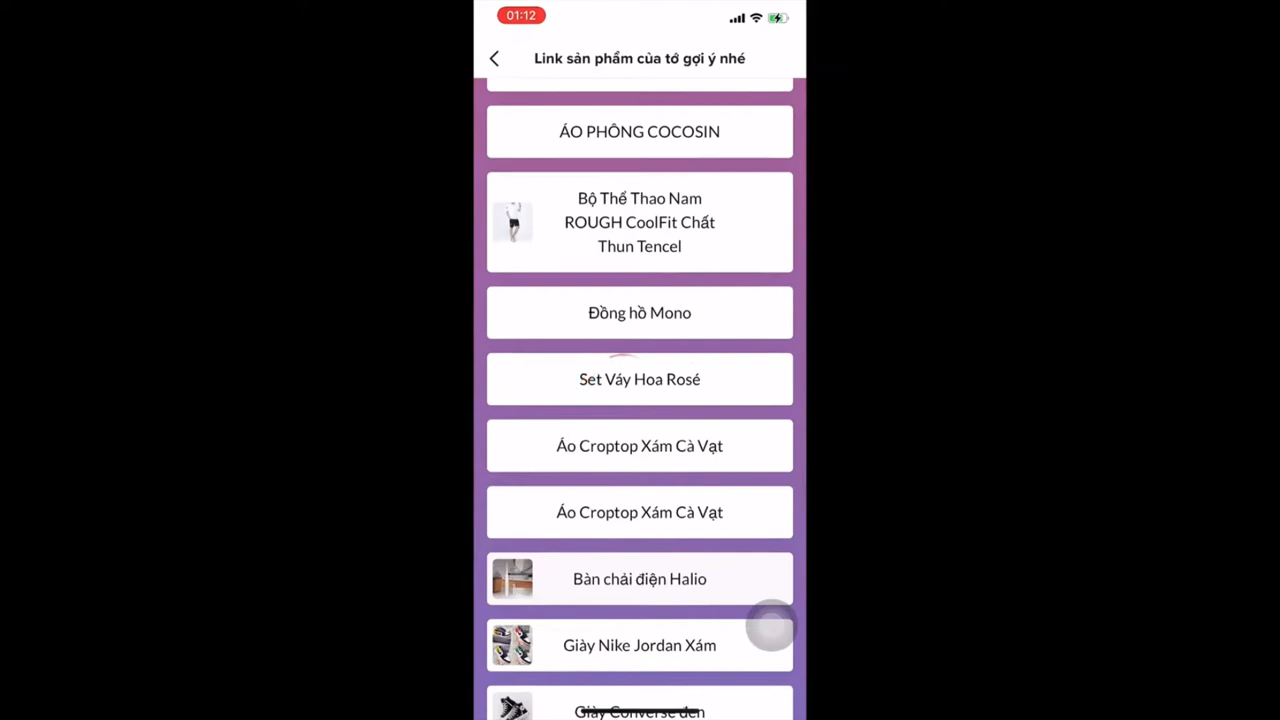 01:12
Link sản phẩm của tớ gợi ý nhé
ÁO PHÔNG COCOSIN
Bộ Thể Thao Nam
ROUGH CoolFit Chất
Thun Tencel
Đồng hồ Mono
Set Váy Hoa Rosé
Áo Croptop Xám Cà Vạt
Áo Croptop Xám Cà Vạt
Bàn chải điện Halio
Giày Nike Jordan Xám
Giày Converse đen